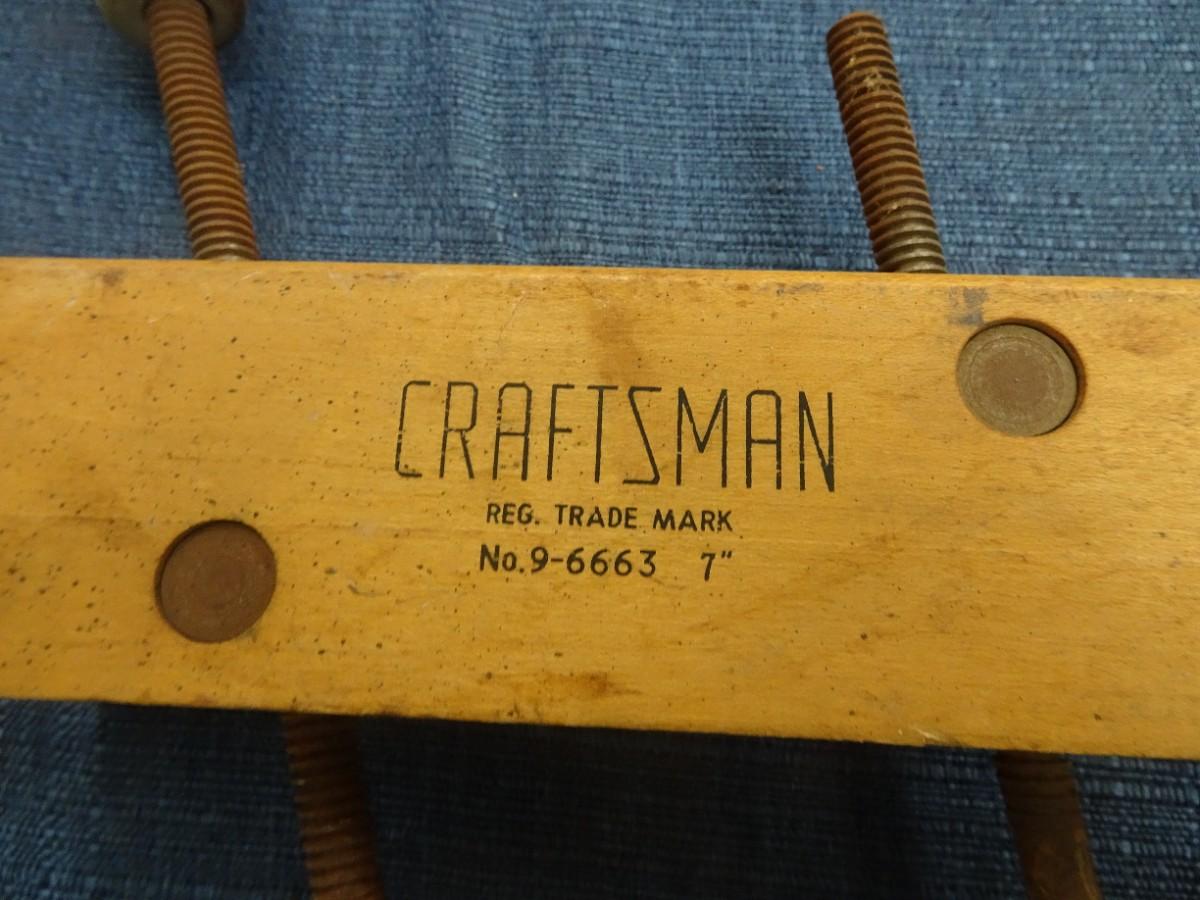 CRAFTSMAN
REG. TRADE MARK
No. 9-6663 7"